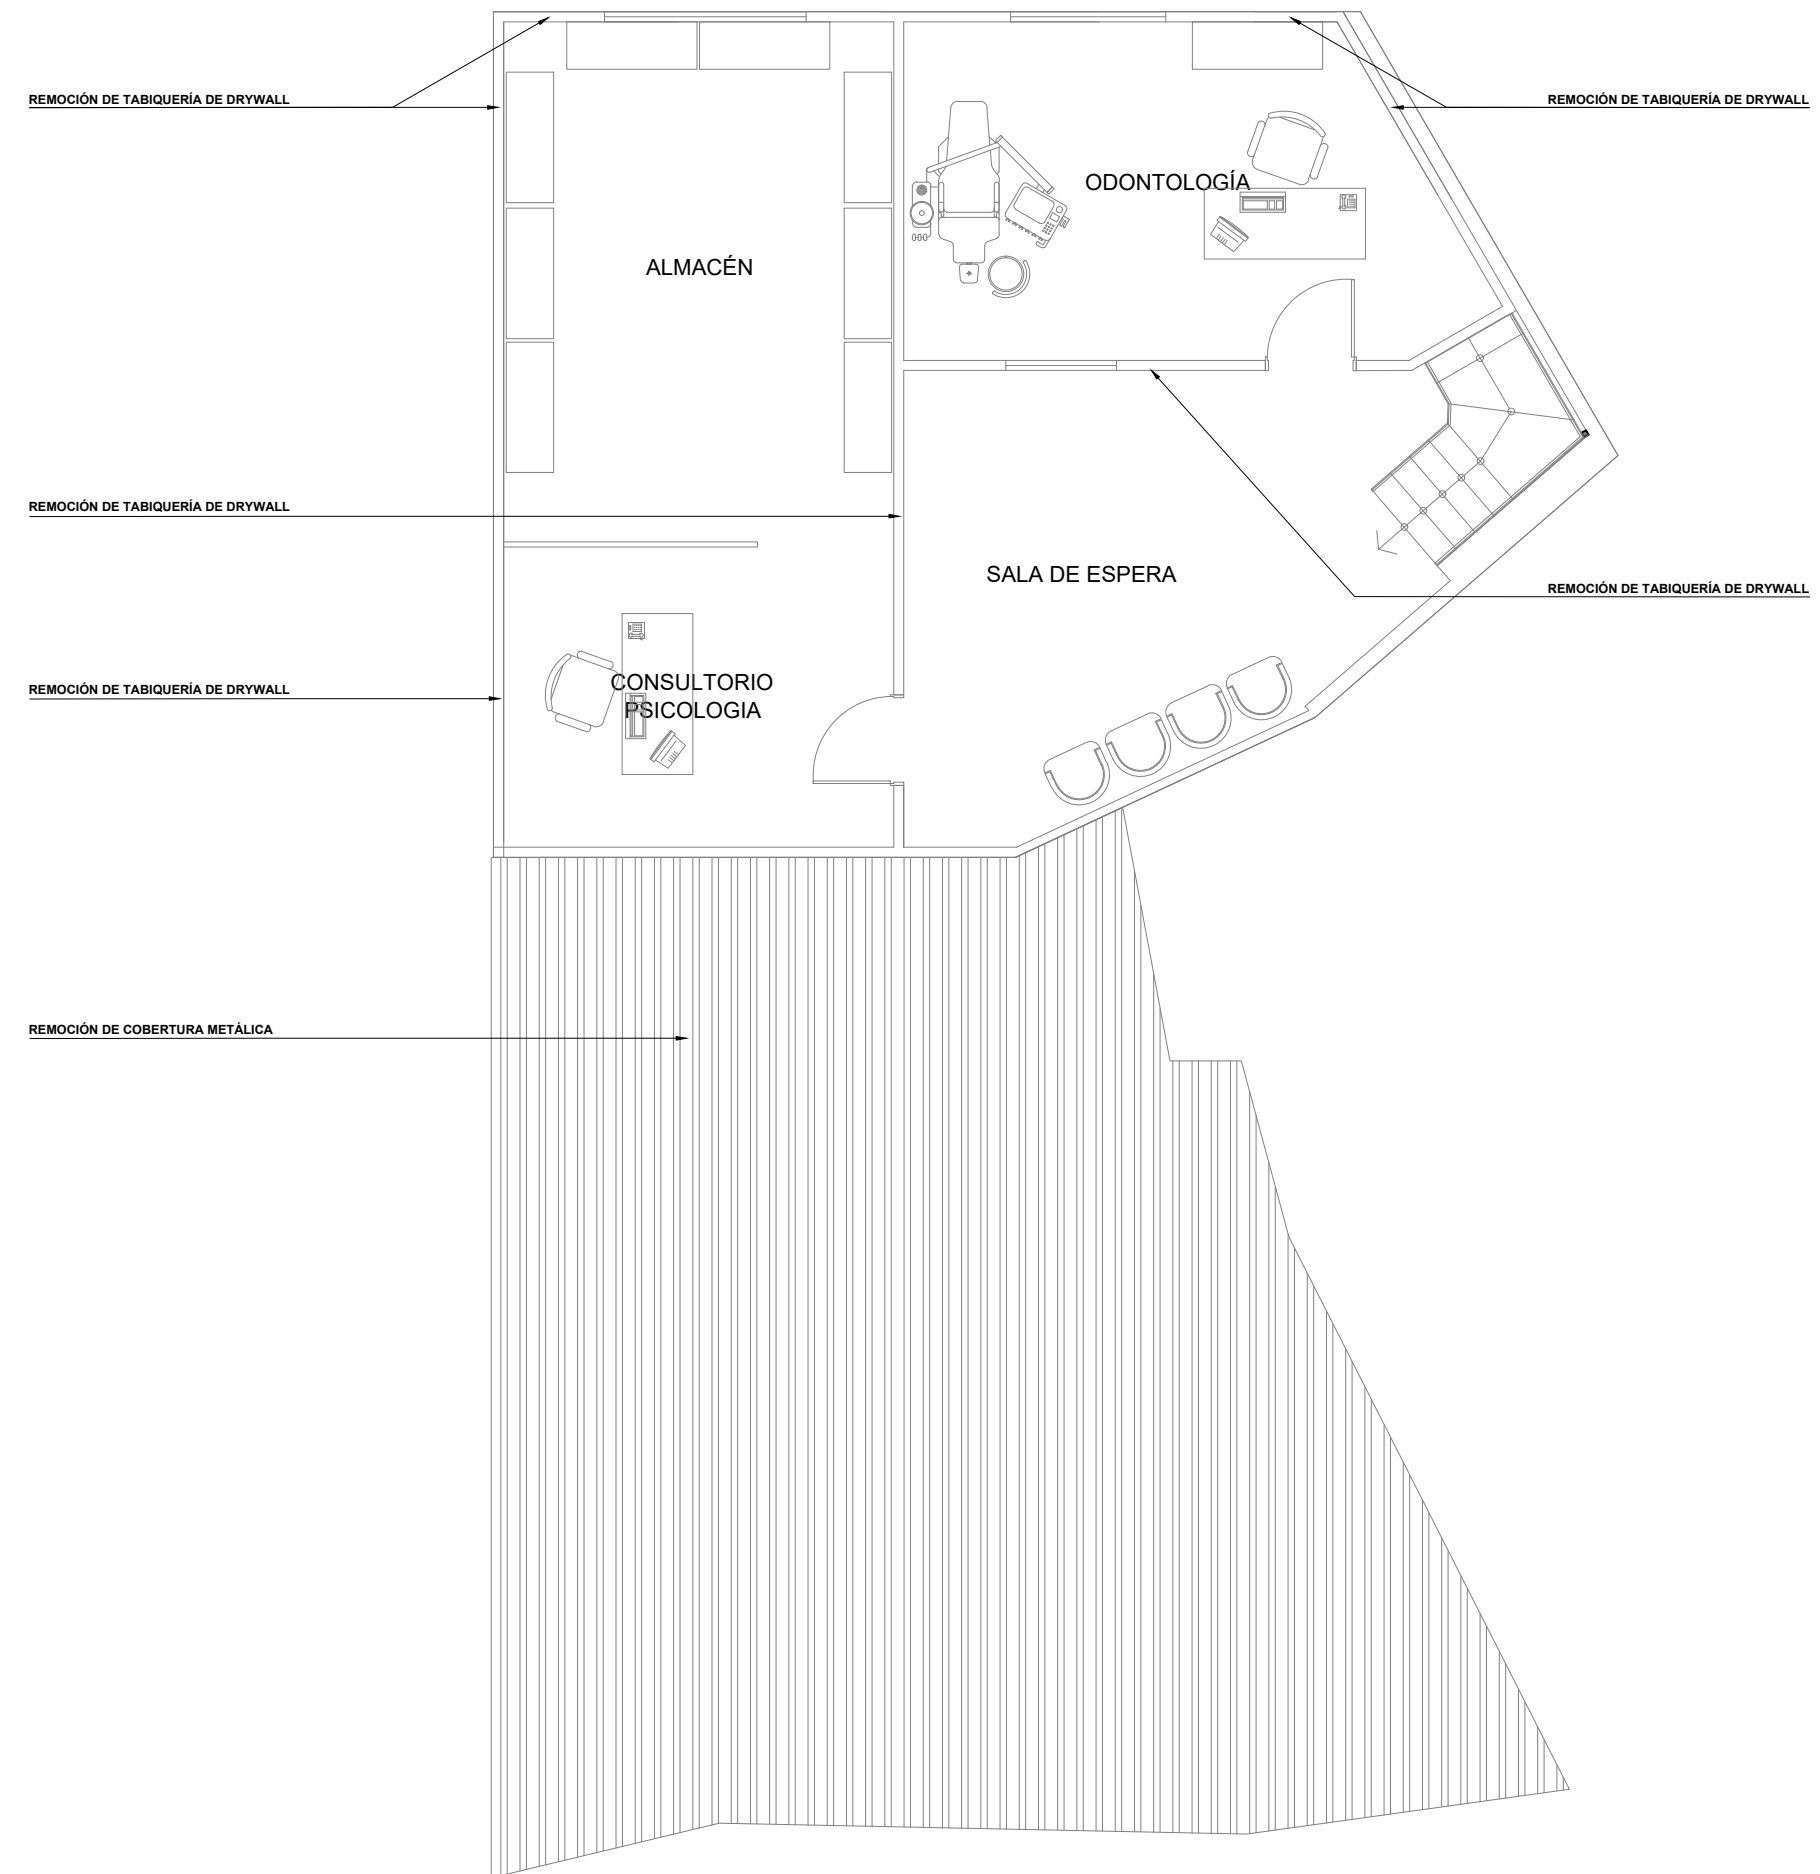 REMOCIÓN DE TABIQUERÍA DE DRYWALL
REMOCIÓN DE TABIQUERÍA DE DRYWALL
ODONTOLOGÍA
ALMACÉN
REMOCIÓN DE TABIQUERÍA DE DRYWALL
SALA DE ESPERA
REMOCIÓN DE TABIQUERÍA DE DRYWALL
CONSULTORIO
PSICOLOGIA
REMOCIÓN DE TABIQUERÍA DE DRYWALL
REMOCIÓN DE COBERTURA METÁLICA